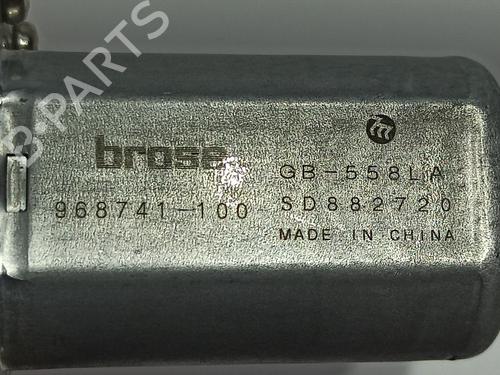 B-PARTS
brose
GB-558LA
968741-100
SD882720
MADE IN CHINA